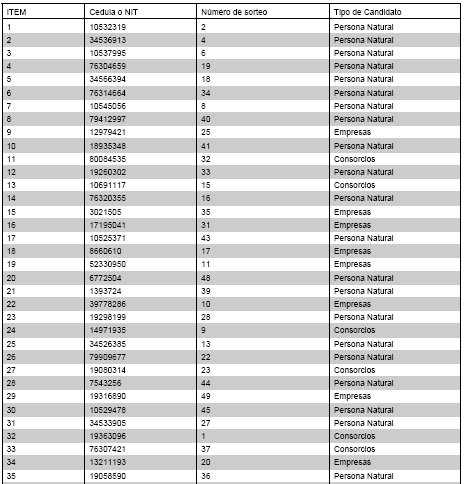 ITEM Cedula o NIT Número de sorteo Tipo de Candidato
1 10532319 2 Persona Natural
2 34536913 4 Persona Natural
3 10537995 6 Persona Natural
4 76304659 19 Persona Natural
5 34566394 18 Persona Natural
6 76314664 34 Persona Natural
7 10545056 8 Persona Natural
8 79412997 40 Persona Natural
9 12979421 25 Empresas
10 18935348 41 Persona Natural
11 80084535 32 Consorcios
12 19260302 33 Persona Natural
13 10691117 15 Consorcios
14 76320355 16 Persona Natural
15 3021505 35 Empresas
16 17195041 31 Empresas
17 10525371 43 Persona Natural
18 8660610 17 Empresas
19 52330950 11 Empresas
20 6772504 48 Persona Natural
21 1393724 39 Persona Natural
22 39778286 10 Empresas
23 19298199 28 Persona Natural
24 14971935 9 Consorcios
25 34526385 13 Persona Natural
26 79909677 22 Persona Natural
27 19080314 23 Consorcios
28 7543256 44 Persona Natural
29 19316890 49 Empresas
30 10529478 45 Persona Natural
31 34533905 27 Persona Natural
32 19363096 1 Consorcios
33 76307421 37 Consorcios
34 13211193 20 Empresas
35 19058590 36 Persona Natural